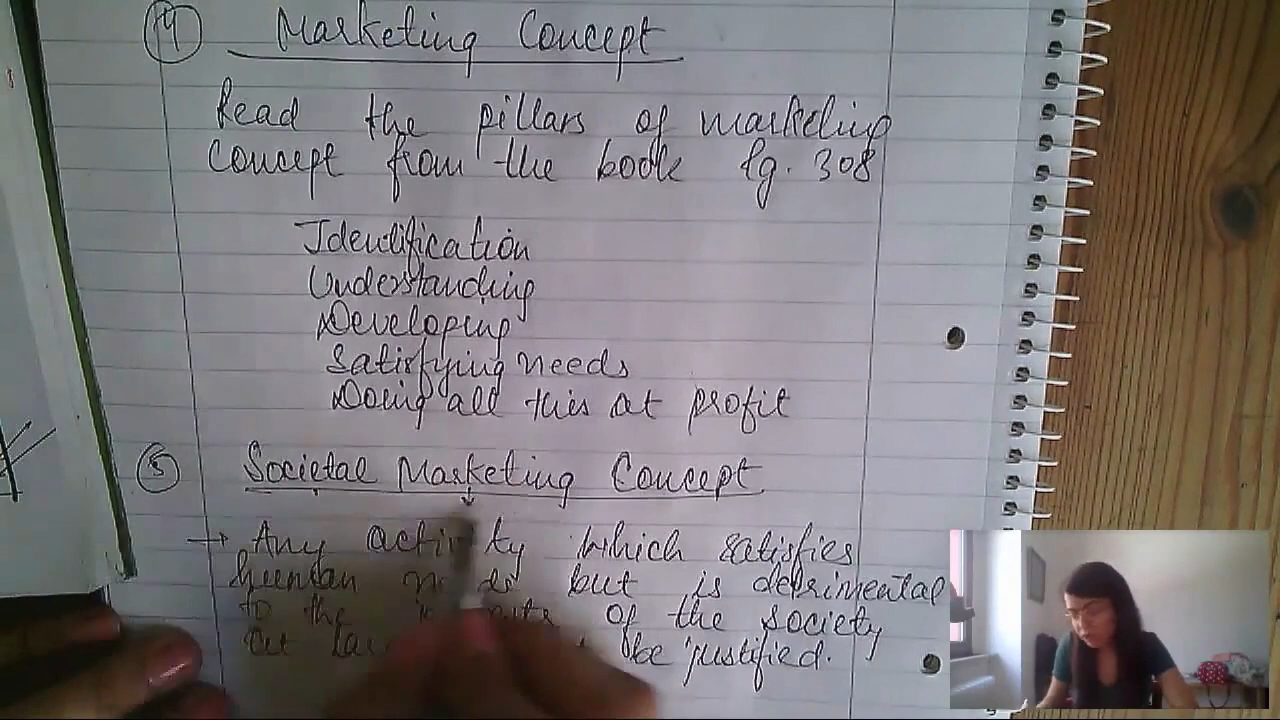 ④ Marketing Concept
Read the pillars of marketing
concept from the book Pg. 308
Identification
Understanding
Developing
Satisfying needs
Doing all this at profit
⑤ Societal Marketing Concept
→ Any activity which satisfies
human but is detrimental
to the of the society
at be justified.